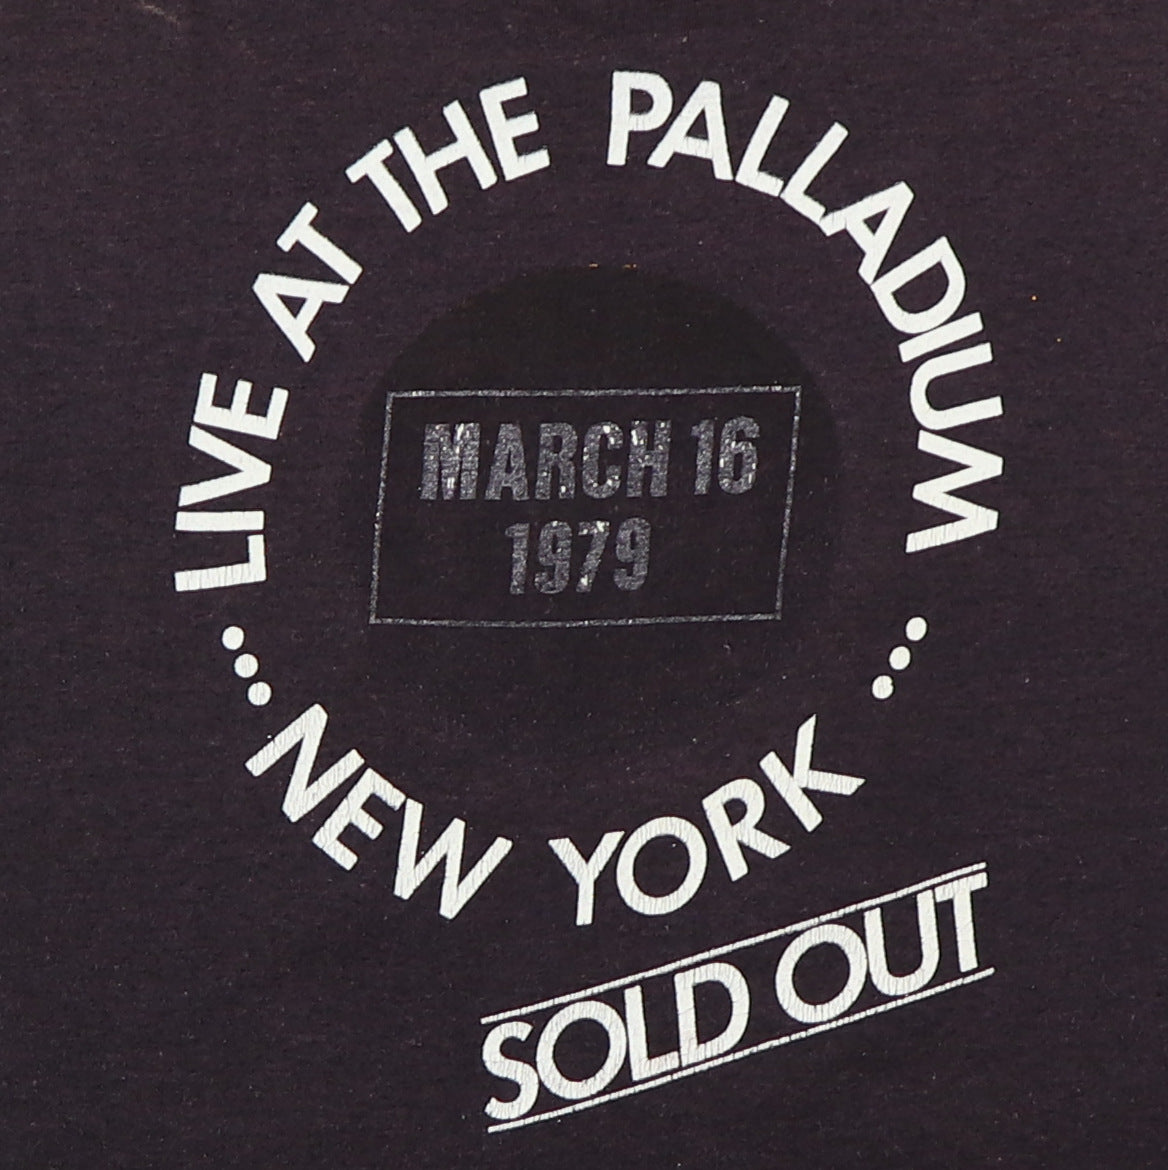 LIVE AT THE PALLADIUM
MARCH 16
1979
... NEW YORK ...
SOLD OUT